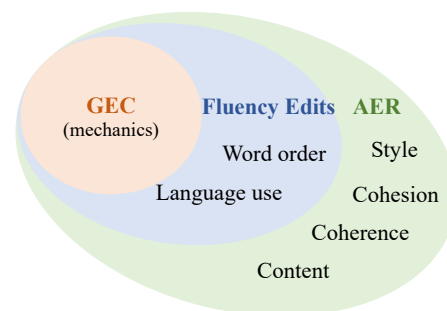 GEC
(mechanics)
Fluency Edits
AER
Word order
Style
Language use
Cohesion
Coherence
Content